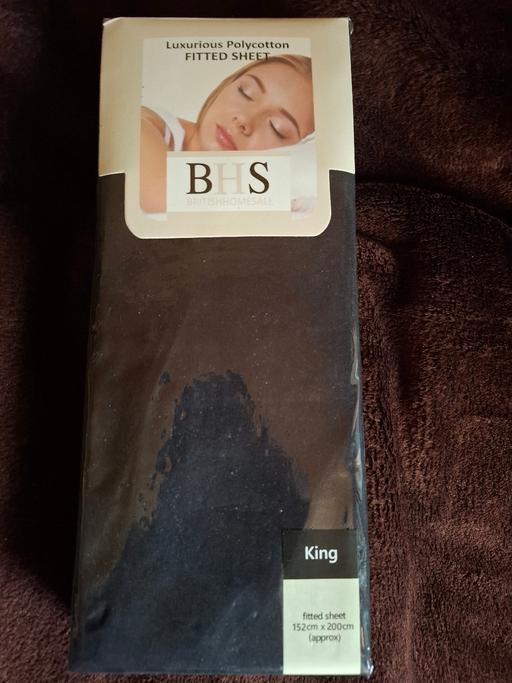 Luxurious Polycotton
FITTED SHEET
BHS
BRITISHHOMESALE
King
fitted sheet
152cm x 200cm
(approx)